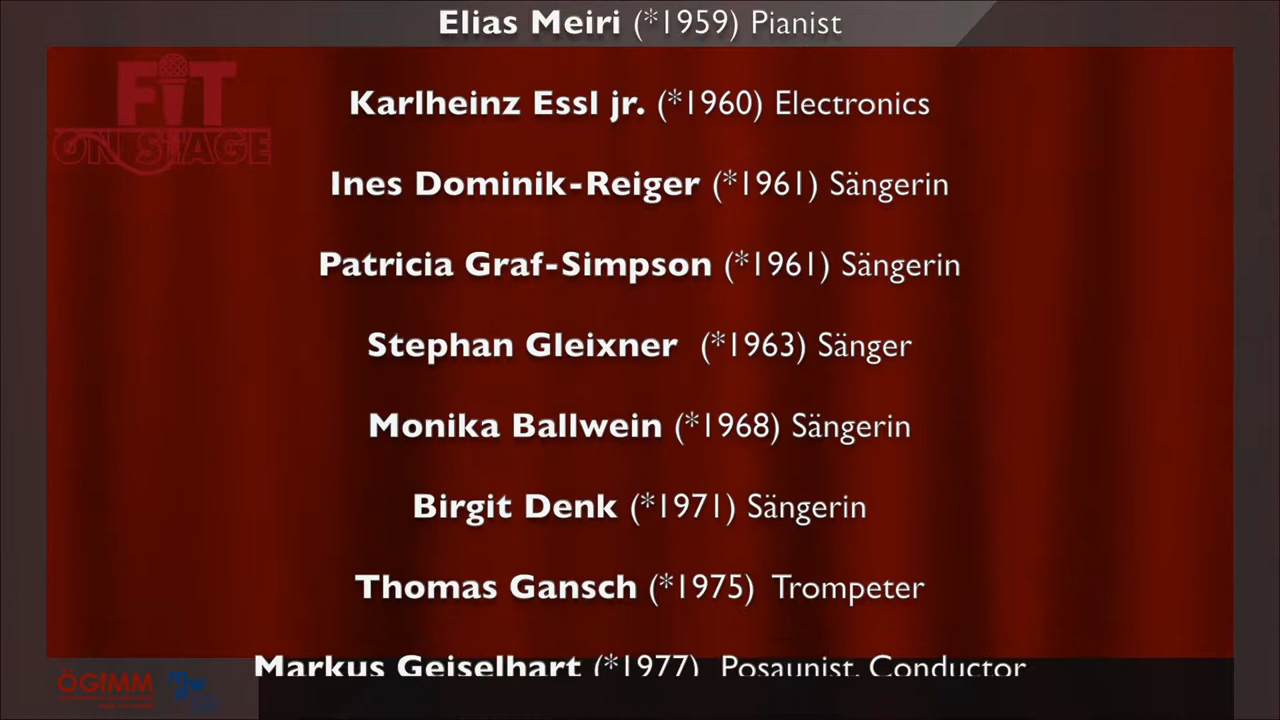 Elias Meiri (*1959) Pianist
FiT
ON STAGE
Karlheinz Essl jr. (*1960) Electronics
Ines Dominik-Reiger (*1961) Sängerin
Patricia Graf-Simpson (*1961) Sängerin
Stephan Gleixner (*1963) Sänger
Monika Ballwein (*1968) Sängerin
Birgit Denk (*1971) Sängerin
Thomas Gansch (*1975) Trompeter
Markus Geiselhart (*1977) Posaunist, Conductor
ÖGIMM